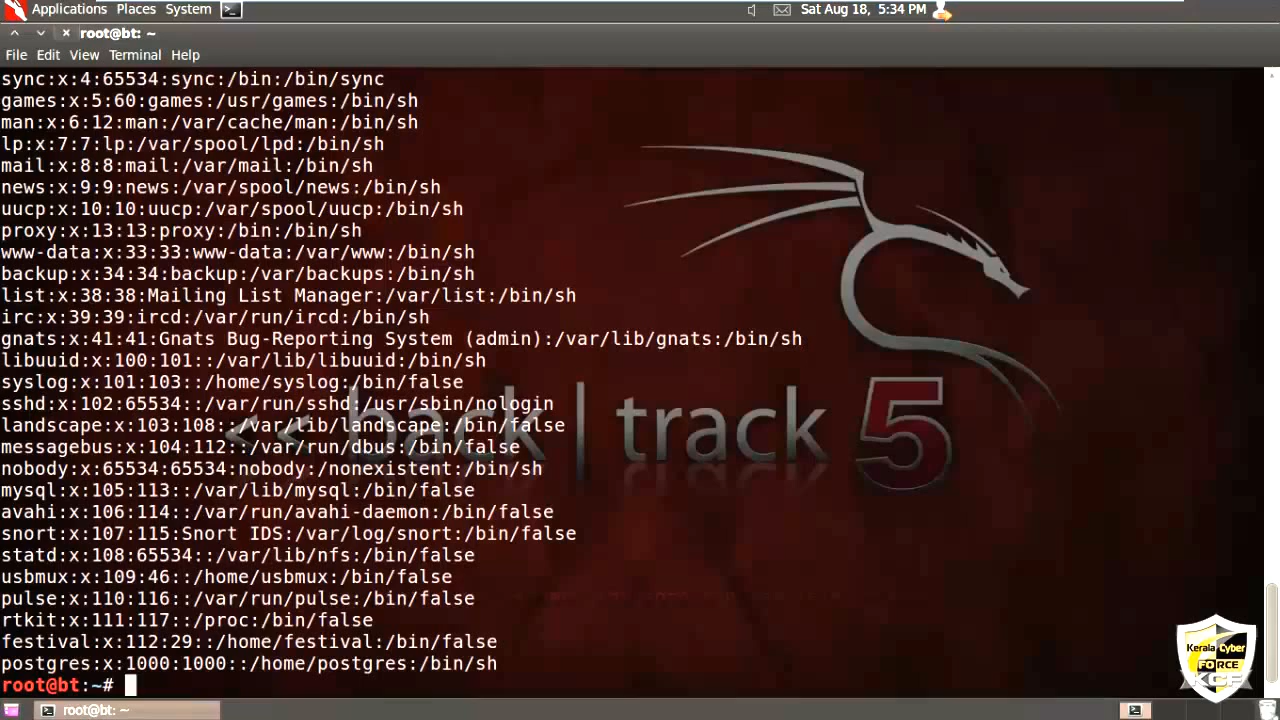 Applications Places System
Sat Aug 18, 5:34 PM
root@bt: ~
File Edit View Terminal Help
sync:x:4:65534:sync:/bin:/bin/sync
games:x:5:60:games:/usr/games:/bin/sh
man:x:6:12:man:/var/cache/man:/bin/sh
lp:x:7:7:lp:/var/spool/lpd:/bin/sh
mail:x:8:8:mail:/var/mail:/bin/sh
news:x:9:9:news:/var/spool/news:/bin/sh
uucp:x:10:10:uucp:/var/spool/uucp:/bin/sh
proxy:x:13:13:proxy:/bin:/bin/sh
www-data:x:33:33:www-data:/var/www:/bin/sh
backup:x:34:34:backup:/var/backups:/bin/sh
list:x:38:38:Mailing List Manager:/var/list:/bin/sh
irc:x:39:39:ircd:/var/run/ircd:/bin/sh
gnats:x:41:41:Gnats Bug-Reporting System (admin):/var/lib/gnats:/bin/sh
libuuid:x:100:101::/var/lib/libuuid:/bin/sh
syslog:x:101:103::/home/syslog:/bin/false
sshd:x:102:65534::/var/run/sshd:/usr/sbin/nologin
landscape:x:103:108::/var/lib/landscape:/bin/false
messagebus:x:104:112::/var/run/dbus:/bin/false
nobody:x:65534:65534:nobody:/nonexistent:/bin/sh
mysql:x:105:113::/var/lib/mysql:/bin/false
avahi:x:106:114::/var/run/avahi-daemon:/bin/false
snort:x:107:115:Snort IDS:/var/log/snort:/bin/false
statd:x:108:65534::/var/lib/nfs:/bin/false
usbmux:x:109:46::/home/usbmux:/bin/false
pulse:x:110:116::/var/run/pulse:/bin/false
rtkit:x:111:117::/proc:/bin/false
festival:x:112:29::/home/festival:/bin/false
postgres:x:1000:1000::/home/postgres:/bin/sh
root@bt:~#
<< back | track 5
Kerala Cyber
FORCE
KCF
root@bt: ~